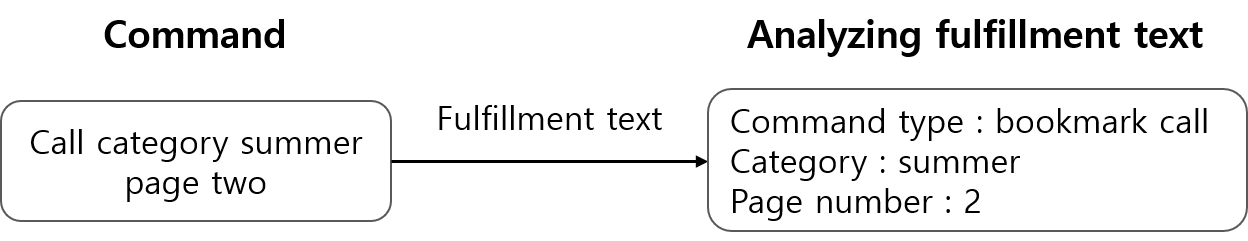 Command
Analyzing fulfillment text
Call category summer
page two
Fulfillment text
Command type : bookmark call
Category : summer
Page number : 2